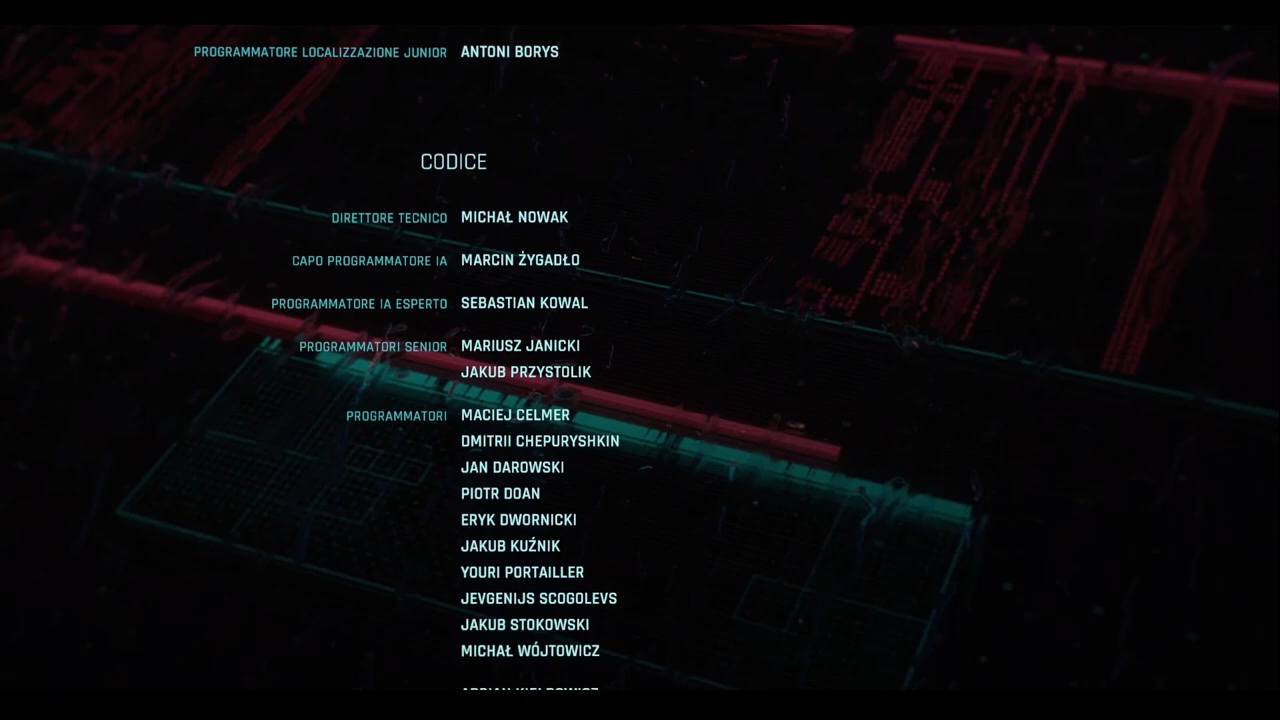 PROGRAMMATORE LOCALIZZAZIONE JUNIOR ANTONI BORYS
CODICE
DIRETTORE TECNICO MICHAŁ NOWAK
CAPO PROGRAMMATORE IA MARCIN ŻYGADŁO
PROGRAMMATORE IA ESPERTO SEBASTIAN KOWAL
PROGRAMMATORI SENIOR MARIUSZ JANICKI
JAKUB PRZYSTOLIK
PROGRAMMATORI MACIEJ CELMER
DMITRII CHEPURYSHKIN
JAN DAROWSKI
PIOTR DOAN
ERYK DWORNICKI
JAKUB KUŹNIK
YOURI PORTAILLER
JEVGENIJS SCOGOLEVS
JAKUB STOKOWSKI
MICHAŁ WÓJTOWICZ